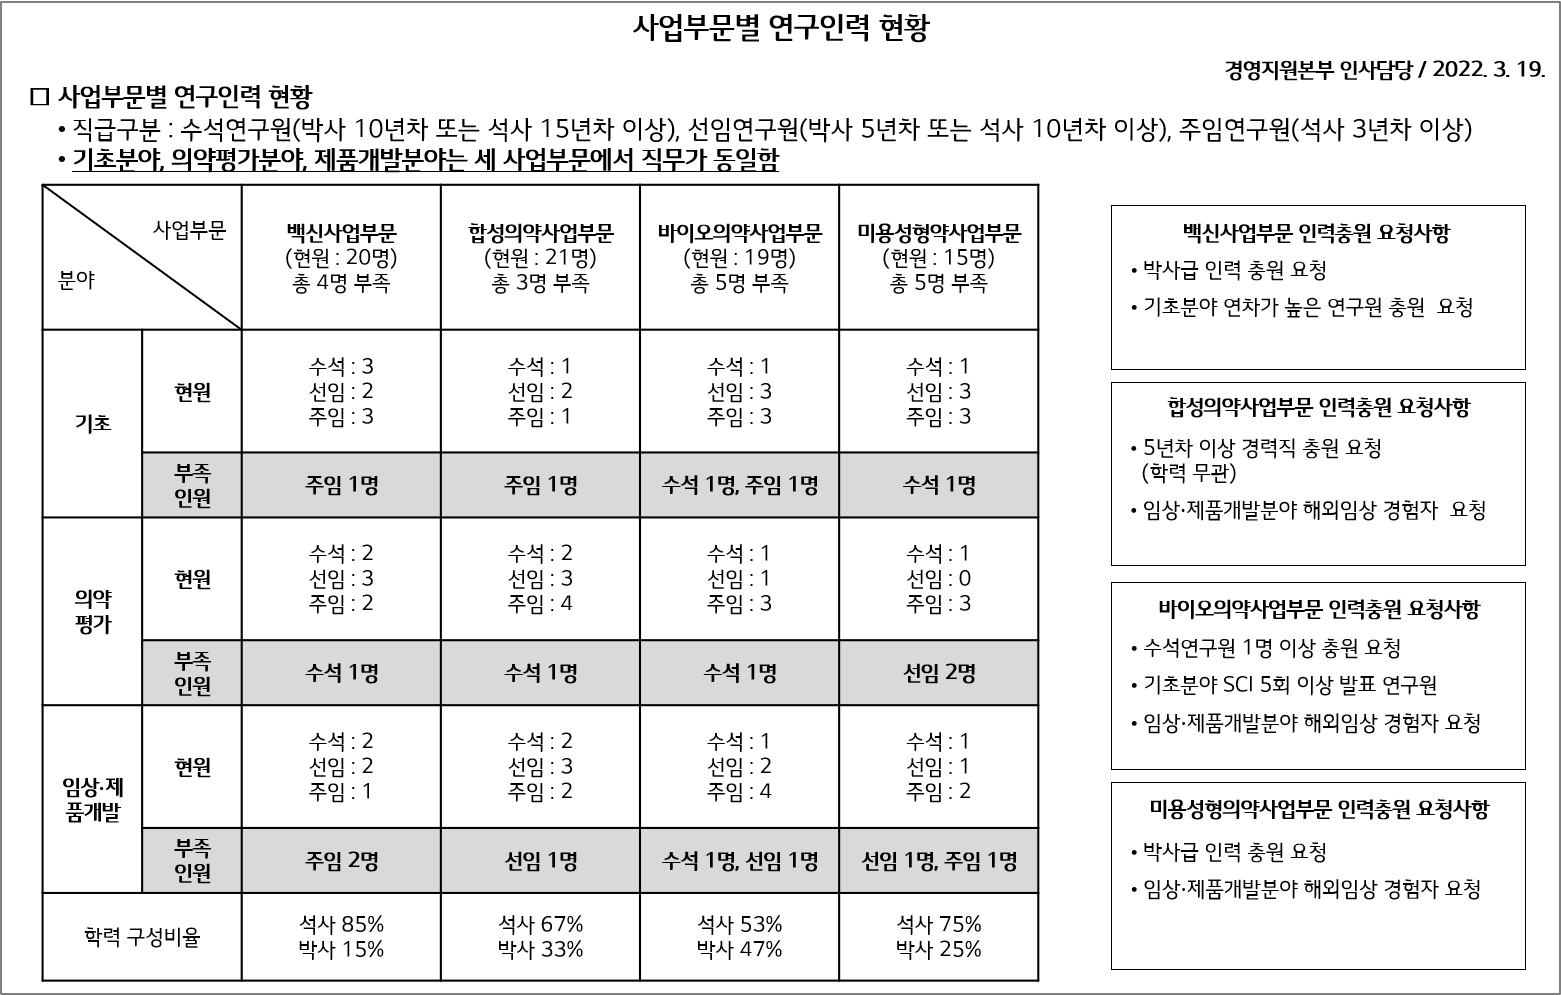 사업부문별 연구인력 현황
경영지원본부 인사담당 / 2022. 3. 19.
□ 사업부문별 연구인력 현황
• 직급구분 : 수석연구원(박사 10년차 또는 석사 15년차 이상), 선임연구원(박사 5년차 또는 석사 10년차 이상), 주임연구원(석사 3년차 이상)
• 기초분야, 의약평가분야, 제품개발분야는 세 사업부문에서 직무가 동일함
사업부문
분야
백신사업부문
(현원 : 20명)
총 4명 부족
합성의약사업부문
(현원 : 21명)
총 3명 부족
바이오의약사업부문
(현원 : 19명)
총 5명 부족
미용성형약사업부문
(현원 : 15명)
총 5명 부족
기초
현원
수석 : 3
선임 : 2
주임 : 3
수석 : 1
선임 : 2
주임 : 1
수석 : 1
선임 : 3
주임 : 3
수석 : 1
선임 : 3
주임 : 3
부족
인원
주임 1명
주임 1명
수석 1명, 주임 1명
수석 1명
의약
평가
현원
수석 : 2
선임 : 3
주임 : 2
수석 : 2
선임 : 3
주임 : 4
수석 : 1
선임 : 1
주임 : 3
수석 : 1
선임 : 0
주임 : 3
부족
인원
수석 1명
수석 1명
수석 1명
선임 2명
임상·제
품개발
현원
수석 : 2
선임 : 2
주임 : 1
수석 : 2
선임 : 3
주임 : 2
수석 : 1
선임 : 2
주임 : 4
수석 : 1
선임 : 1
주임 : 2
부족
인원
주임 2명
선임 1명
수석 1명, 선임 1명
선임 1명, 주임 1명
학력 구성비율
석사 85%
박사 15%
석사 67%
박사 33%
석사 53%
박사 47%
석사 75%
박사 25%
백신사업부문 인력충원 요청사항
• 박사급 인력 충원 요청
• 기초분야 연차가 높은 연구원 충원 요청
합성의약사업부문 인력충원 요청사항
• 5년차 이상 경력직 충원 요청
(학력 무관)
• 임상·제품개발분야 해외임상 경험자 요청
바이오의약사업부문 인력충원 요청사항
• 수석연구원 1명 이상 충원 요청
• 기초분야 SCI 5회 이상 발표 연구원
• 임상·제품개발분야 해외임상 경험자 요청
미용성형의약사업부문 인력충원 요청사항
• 박사급 인력 충원 요청
• 임상·제품개발분야 해외임상 경험자 요청